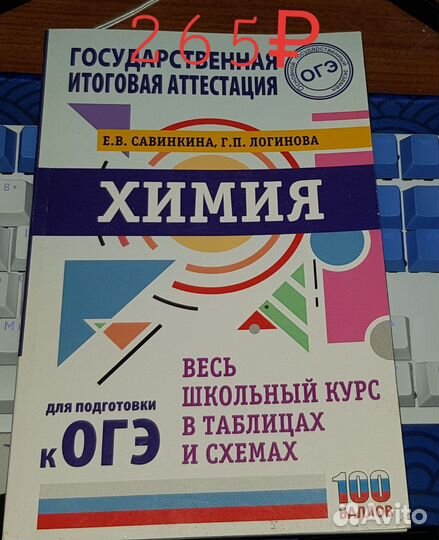 265₽
ГОСУДАРСТВЕННАЯ
ИТОГОВАЯ АТТЕСТАЦИЯ
ОГЭ
Е.В. САВИНКИНА, Г.П. ЛОГИНОВА
ХИМИЯ
ВЕСЬ
ШКОЛЬНЫЙ КУРС
В ТАБЛИЦАХ
И СХЕМАХ
для подготовки
к ОГЭ
100
БАЛЛОВ
Avito